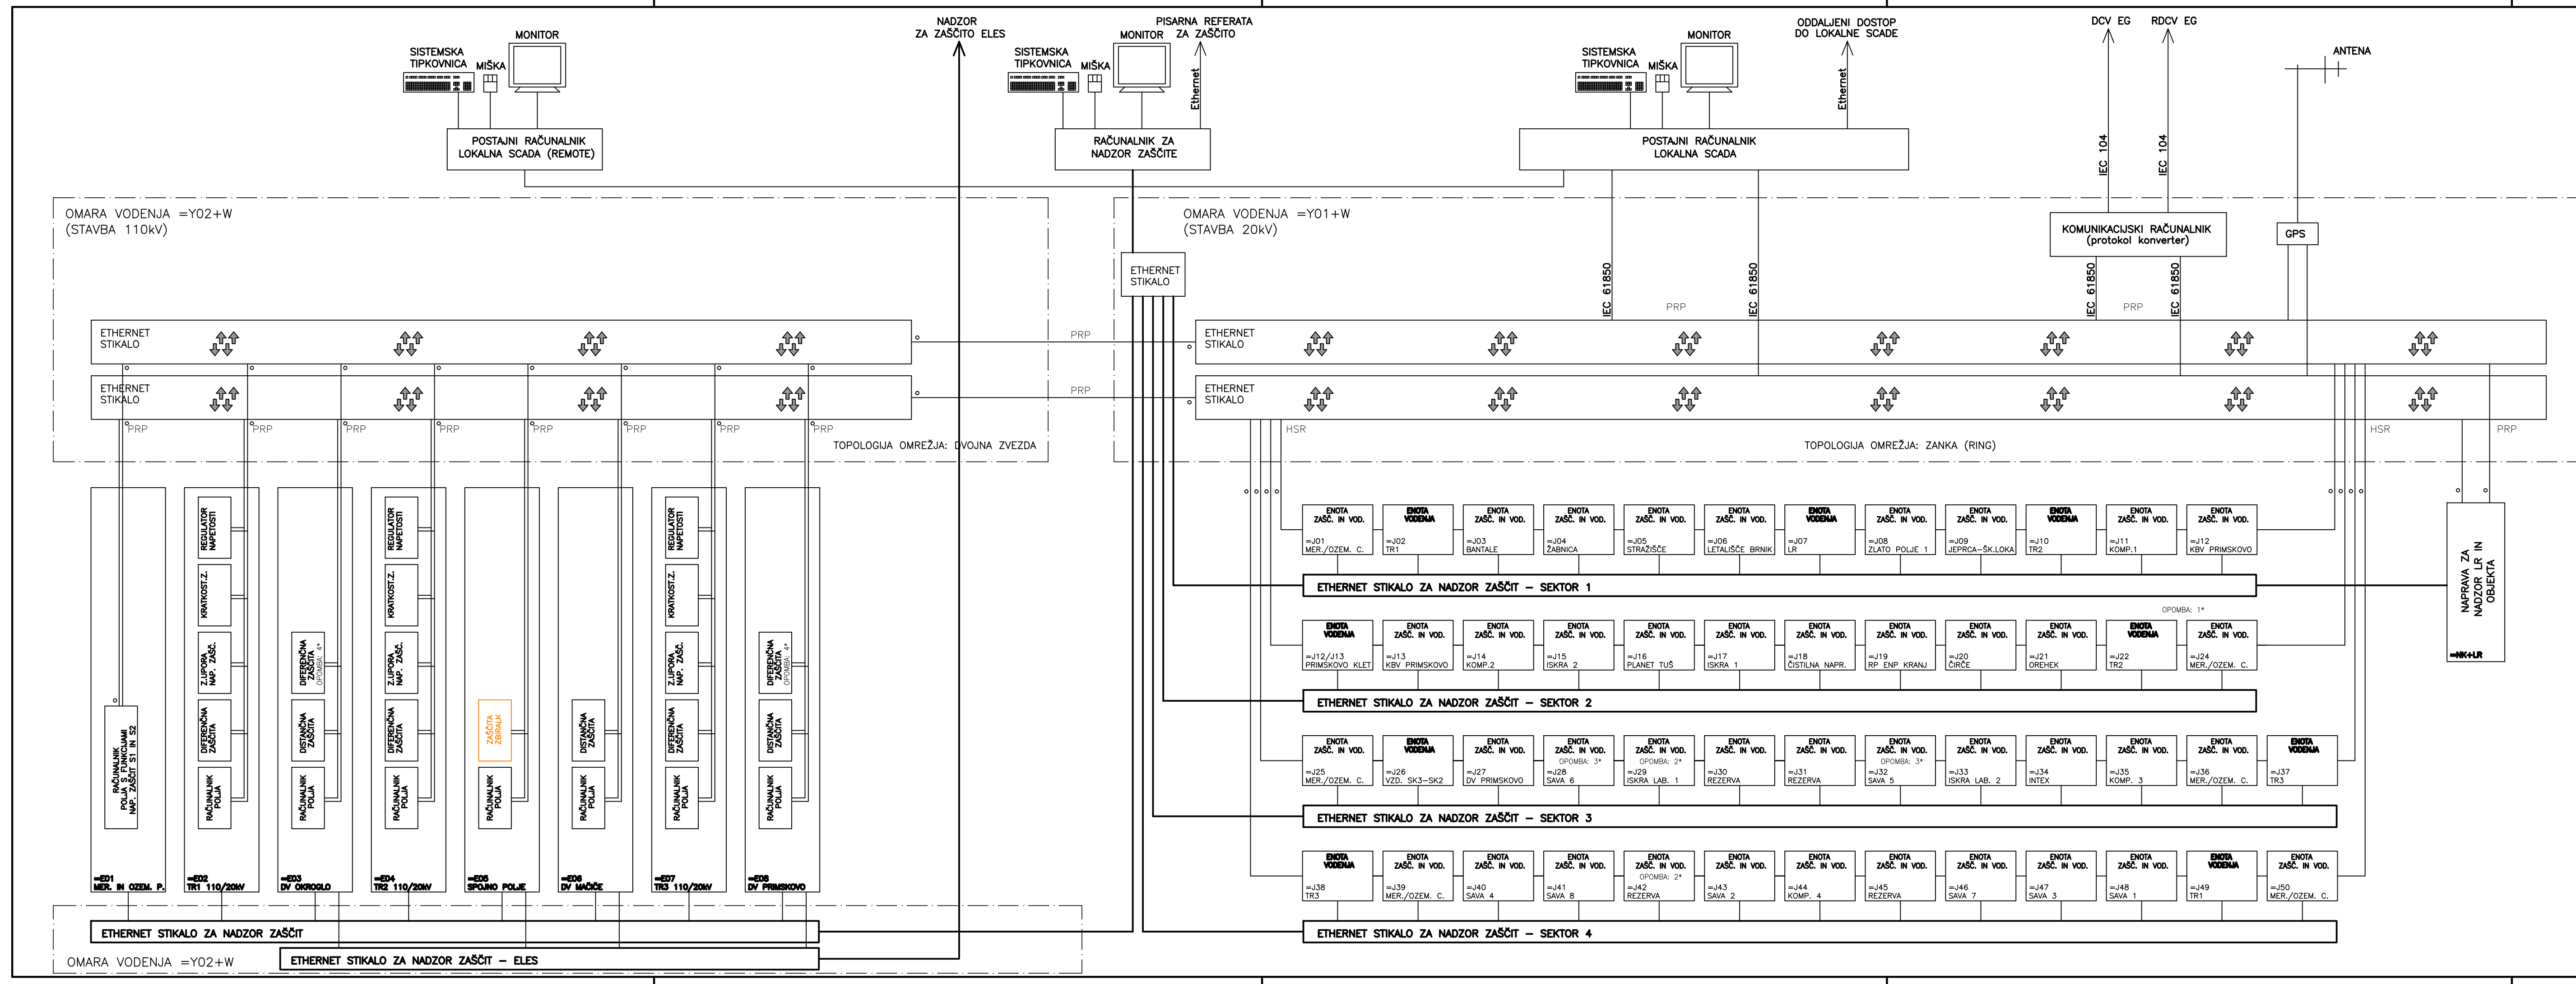 NADZOR
ZA ZAŠČITO ELES
PISARNA REFERATA
ZA ZAŠČITO
ODDALJENI DOSTOP
DO LOKALNE SCADE
DCV EG
RDCV EG
ANTENA
SISTEMSKA
TIPKOVNICA
MIŠKA
MONITOR
SISTEMSKA
TIPKOVNICA
MIŠKA
MONITOR
Ethernet
SISTEMSKA
TIPKOVNICA
MIŠKA
MONITOR
Ethernet
IEC 104
IEC 104
POSTAJNI RAČUNALNIK
LOKALNA SCADA (REMOTE)
RAČUNALNIK ZA
NADZOR ZAŠČITE
POSTAJNI RAČUNALNIK
LOKALNA SCADA
OMARA VODENJA =Y02+W
(STAVBA 110kV)
OMARA VODENJA =Y01+W
(STAVBA 20kV)
KOMUNIKACIJSKI RAČUNALNIK
(protokol konverter)
GPS
ETHERNET
STIKALO
IEC 61850
PRP
IEC 61850
IEC 61850
PRP
IEC 61850
ETHERNET
STIKALO
PRP
ETHERNET
STIKALO
ETHERNET
STIKALO
PRP
ETHERNET
STIKALO
PRP
PRP
PRP
PRP
PRP
PRP
PRP
PRP
HSR
HSR
PRP
TOPOLOGIJA OMREŽJA: DVOJNA ZVEZDA
TOPOLOGIJA OMREŽJA: ZANKA (RING)
RAČUNALNIK
POLJA S FUNKCIJAMI
NAP. ZAŠČIT S1 IN S2
=E01
MER. IN OZEM. P.
REGULATOR
NAPETOSTI
KRATKOST.Z.
Z.UPORA
NAP. ZAŠČ.
DIFERENČNA
ZAŠČITA
RAČUNALNIK
POLJA
=E02
TR1 110/20kV
DIFERENČNA
ZAŠČITA
OPOMBA: 4*
DISTANČNA
ZAŠČITA
RAČUNALNIK
POLJA
=E03
DV OKROGLO
REGULATOR
NAPETOSTI
KRATKOST.Z.
Z.UPORA
NAP. ZAŠČ.
DIFERENČNA
ZAŠČITA
RAČUNALNIK
POLJA
=E04
TR2 110/20kV
ZAŠČITA
ZBIRALK
RAČUNALNIK
POLJA
=E05
SPOJNO POLJE
DISTANČNA
ZAŠČITA
RAČUNALNIK
POLJA
=E06
DV MAČIČE
REGULATOR
NAPETOSTI
KRATKOST.Z.
Z.UPORA
NAP. ZAŠČ.
DIFERENČNA
ZAŠČITA
RAČUNALNIK
POLJA
=E07
TR3 110/20kV
DIFERENČNA
ZAŠČITA
OPOMBA: 4*
DISTANČNA
ZAŠČITA
RAČUNALNIK
POLJA
=E08
DV PRIMSKOVO
ETHERNET STIKALO ZA NADZOR ZAŠČIT
ETHERNET STIKALO ZA NADZOR ZAŠČIT – ELES
OMARA VODENJA =Y02+W
ENOTA
ZAŠČ. IN VOD.
=J01
MER./OZEM. C.
ENOTA
VODENJA
=J02
TR1
ENOTA
ZAŠČ. IN VOD.
=J03
BANTALE
ENOTA
ZAŠČ. IN VOD.
=J04
ŽABNICA
ENOTA
ZAŠČ. IN VOD.
=J05
STRAŽIŠČE
ENOTA
ZAŠČ. IN VOD.
=J06
LETALIŠČE BRNIK
ENOTA
VODENJA
=J07
LR
ENOTA
ZAŠČ. IN VOD.
=J08
ZLATO POLJE 1
ENOTA
ZAŠČ. IN VOD.
=J09
JEPRCA–ŠK.LOKA
ENOTA
VODENJA
=J10
TR2
ENOTA
ZAŠČ. IN VOD.
=J11
KOMP.1
ENOTA
ZAŠČ. IN VOD.
=J12
KBV PRIMSKOVO
ETHERNET STIKALO ZA NADZOR ZAŠČIT – SEKTOR 1
NAPRAVA ZA
NADZOR LR IN
OBJEKTA
=NK+LR
OPOMBA: 1*
ENOTA
VODENJA
=J12/J13
PRIMSKOVO KLET
ENOTA
ZAŠČ. IN VOD.
=J13
KBV PRIMSKOVO
ENOTA
ZAŠČ. IN VOD.
=J14
KOMP.2
ENOTA
ZAŠČ. IN VOD.
=J15
ISKRA 2
ENOTA
ZAŠČ. IN VOD.
=J16
PLANET TUŠ
ENOTA
ZAŠČ. IN VOD.
=J17
ISKRA 1
ENOTA
ZAŠČ. IN VOD.
=J18
ČISTILNA NAPR.
ENOTA
ZAŠČ. IN VOD.
=J19
RP ENP KRANJ
ENOTA
ZAŠČ. IN VOD.
=J20
ČIRČE
ENOTA
ZAŠČ. IN VOD.
=J21
OREHEK
ENOTA
VODENJA
=J22
TR2
ENOTA
ZAŠČ. IN VOD.
=J24
MER./OZEM. C.
ETHERNET STIKALO ZA NADZOR ZAŠČIT – SEKTOR 2
ENOTA
ZAŠČ. IN VOD.
=J25
MER./OZEM. C.
ENOTA
VODENJA
=J26
VZD. SK3–SK2
ENOTA
ZAŠČ. IN VOD.
=J27
DV PRIMSKOVO
ENOTA
ZAŠČ. IN VOD.
OPOMBA: 3*
=J28
SAVA 6
ENOTA
ZAŠČ. IN VOD.
OPOMBA: 2*
=J29
ISKRA LAB. 1
ENOTA
ZAŠČ. IN VOD.
=J30
REZERVA
ENOTA
ZAŠČ. IN VOD.
=J31
REZERVA
ENOTA
ZAŠČ. IN VOD.
OPOMBA: 3*
=J32
SAVA 5
ENOTA
ZAŠČ. IN VOD.
=J33
ISKRA LAB. 2
ENOTA
ZAŠČ. IN VOD.
=J34
INTEX
ENOTA
ZAŠČ. IN VOD.
=J35
KOMP. 3
ENOTA
ZAŠČ. IN VOD.
=J36
MER./OZEM. C.
ENOTA
VODENJA
=J37
TR3
ETHERNET STIKALO ZA NADZOR ZAŠČIT – SEKTOR 3
ENOTA
VODENJA
=J38
TR3
ENOTA
ZAŠČ. IN VOD.
=J39
MER./OZEM. C.
ENOTA
ZAŠČ. IN VOD.
=J40
SAVA 4
ENOTA
ZAŠČ. IN VOD.
=J41
SAVA 8
ENOTA
ZAŠČ. IN VOD.
OPOMBA: 2*
=J42
REZERVA
ENOTA
ZAŠČ. IN VOD.
=J43
SAVA 2
ENOTA
ZAŠČ. IN VOD.
=J44
KOMP. 4
ENOTA
ZAŠČ. IN VOD.
=J45
REZERVA
ENOTA
ZAŠČ. IN VOD.
=J46
SAVA 7
ENOTA
ZAŠČ. IN VOD.
=J47
SAVA 3
ENOTA
ZAŠČ. IN VOD.
=J48
SAVA 1
ENOTA
VODENJA
=J49
TR1
ENOTA
ZAŠČ. IN VOD.
=J50
MER./OZEM. C.
ETHERNET STIKALO ZA NADZOR ZAŠČIT – SEKTOR 4